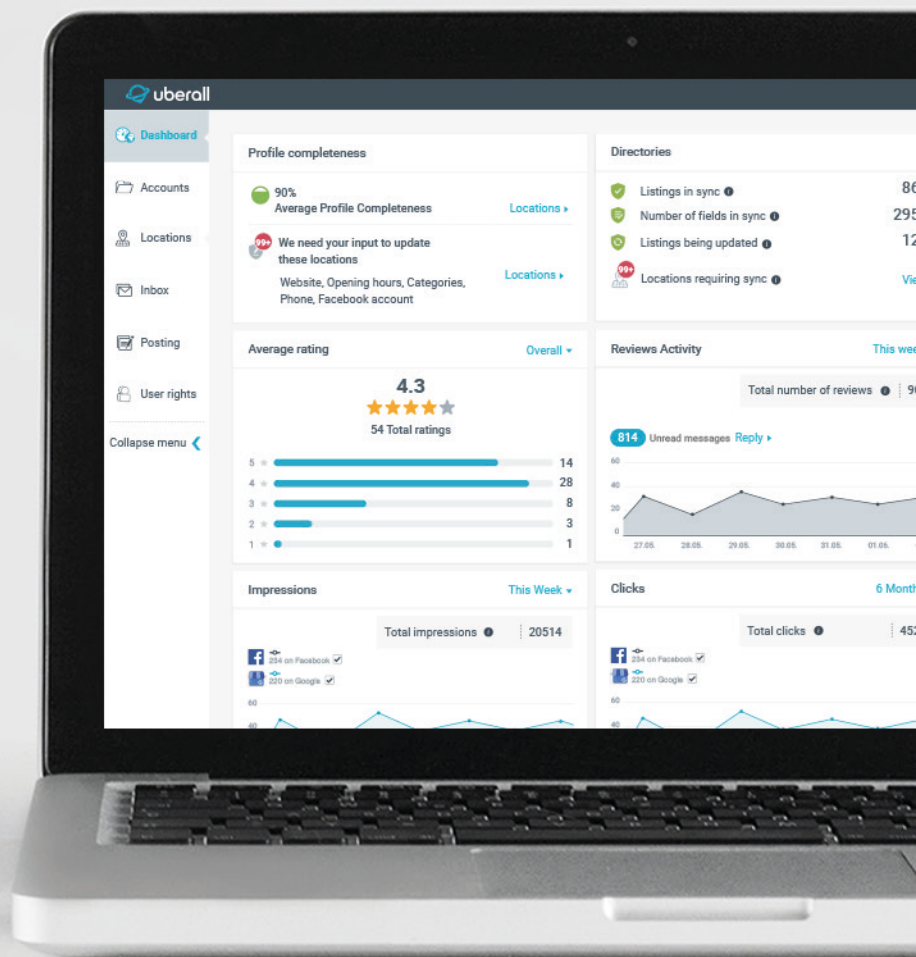 uberall
Dashboard
Accounts
Locations
Inbox
Posting
User rights
Collapse menu
Profile completeness
90%
Average Profile Completeness
Locations
99+
We need your input to update
these locations
Website, Opening hours, Categories,
Phone, Facebook account
Locations
Directories
Listings in sync 86
Number of fields in sync 295
Listings being updated 12
99+
Locations requiring sync
Average rating Overall
4.3
54 Total ratings
5 14
4 28
3 8
2 3
1 1
Reviews Activity
Total number of reviews
814 Unread messages Reply
60
40
20
0
27.05. 28.05. 29.05. 30.05. 31.05. 01.06.
Impressions This Week
Total impressions 20514
234 on Facebook
220 on Google
60
40
Clicks 6 Month
Total clicks 452
234 on Facebook
220 on Google
60
40